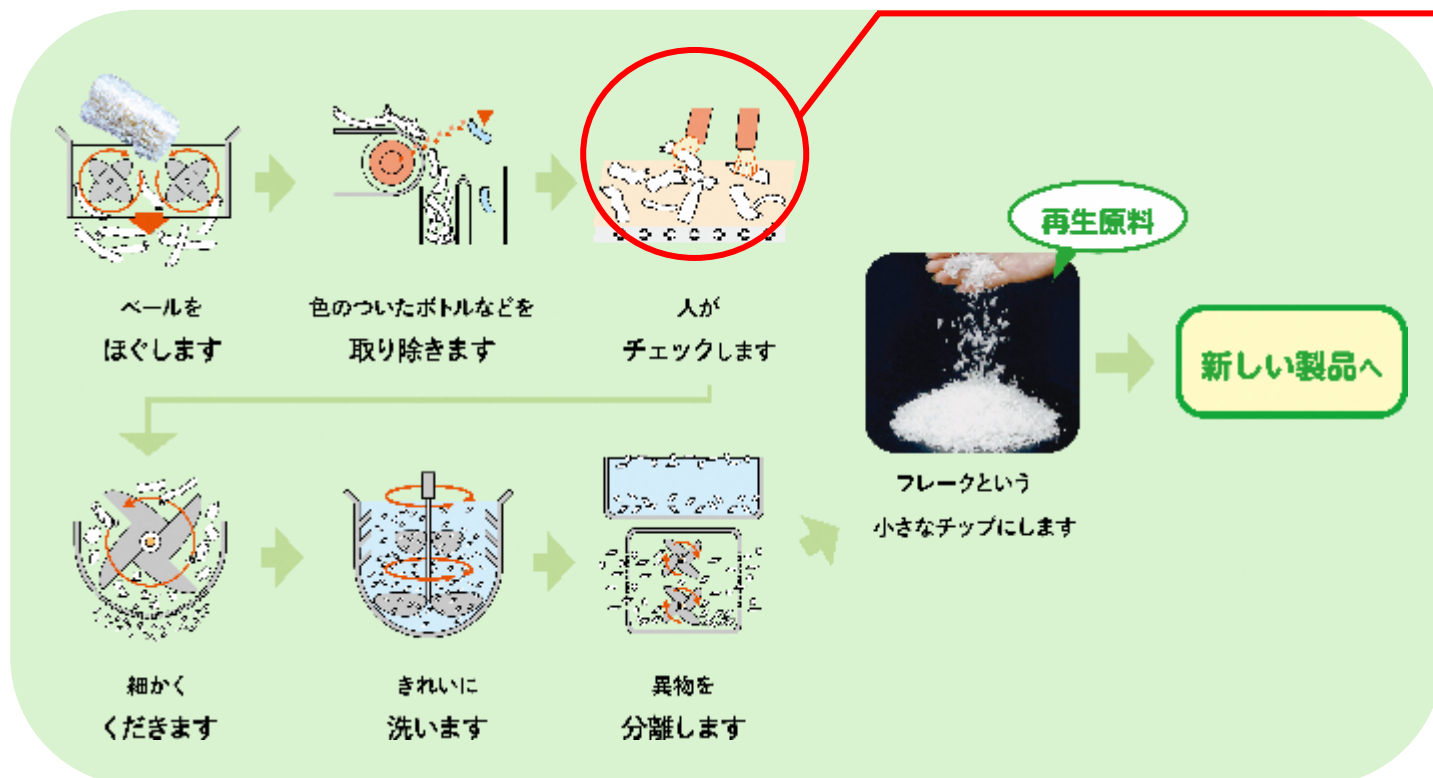 ベールを
ほぐします
色のついたボトルなどを
取り除きます
人が
チェックします
細かく
くだきます
きれいに
洗います
異物を
分離します
再生原料
フレークという
小さなチップにします
新しい製品へ